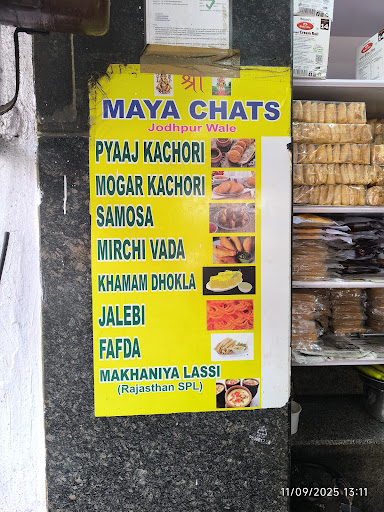 श्री
MAYA CHATS
Jodhpur Wale
PYAAJ KACHORI
MOGAR KACHORI
SAMOSA
MIRCHI VADA
KHAMAM DHOKLA
JALEBI
FAFDA
MAKHANIYA LASSI
(Rajasthan SPL)
11/09/2025 13:11